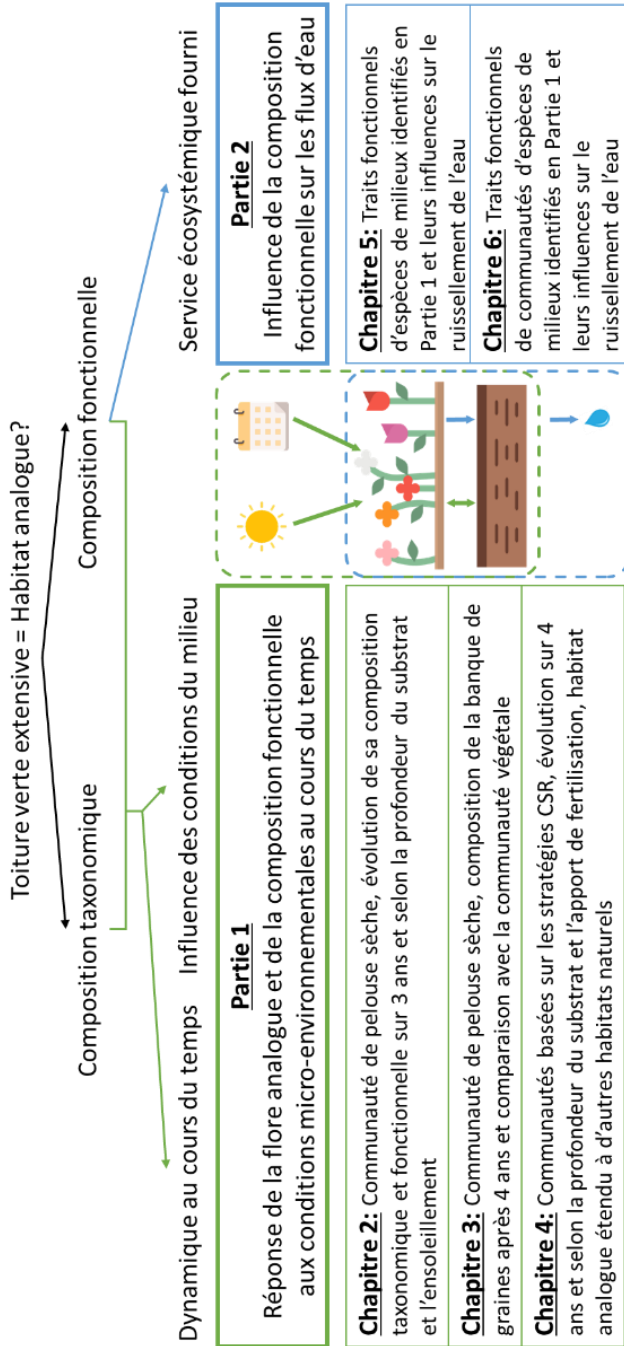 Toiture verte extensive = Habitat analogue?
Composition taxonomique
Composition fonctionnelle
Dynamique au cours du temps
Influence des conditions du milieu
Service écosystémique fourni
Partie 1
Réponse de la flore analogue et de la composition fonctionnelle
aux conditions micro-environnementales au cours du temps
Chapitre 2: Communauté de pelouse sèche, évolution de sa composition
taxonomique et fonctionnelle sur 3 ans et selon la profondeur du substrat
et l'ensoleillement
Chapitre 3: Communauté de pelouse sèche, composition de la banque de
graines après 4 ans et comparaison avec la communauté végétale
Chapitre 4: Communautés basées sur les stratégies CSR, évolution sur 4
ans et selon la profondeur du substrat et l'apport de fertilisation, habitat
analogue étendu à d'autres habitats naturels
Partie 2
Influence de la composition
fonctionnelle sur les flux d'eau
Chapitre 5: Traits fonctionnels
d'espèces de milieux identifiés en
Partie 1 et leurs influences sur le
ruissellement de l'eau
Chapitre 6: Traits fonctionnels
de communautés d'espèces de
milieux identifiés en Partie 1 et
leurs influences sur le
ruissellement de l'eau